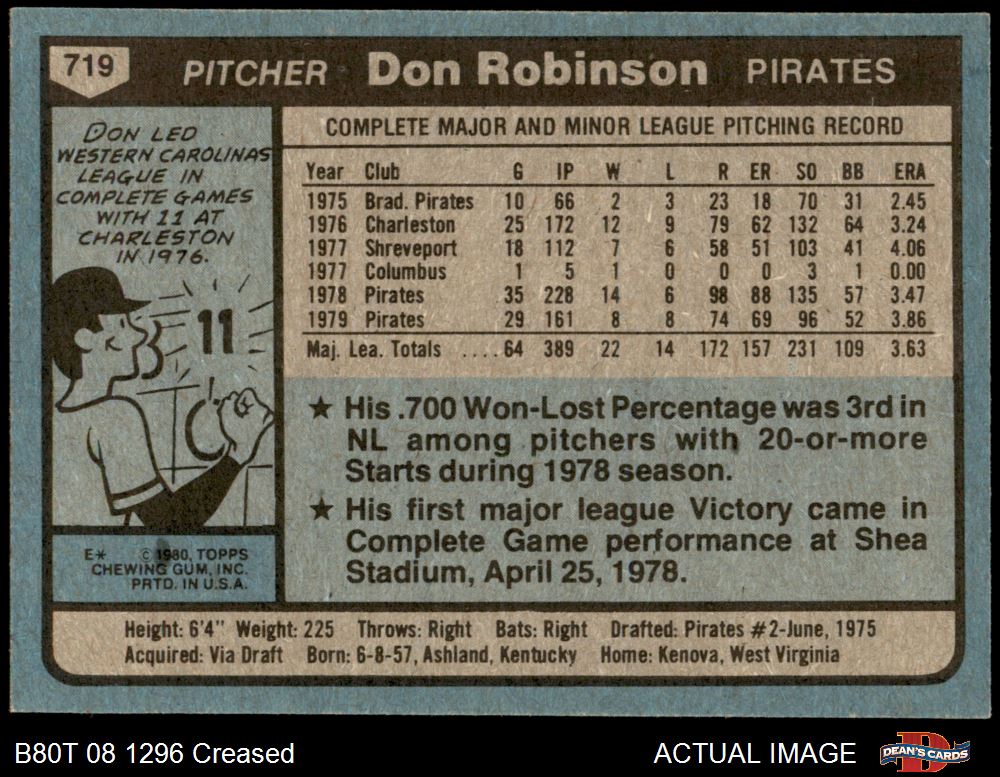 719 PITCHER Don Robinson PIRATES
DON LED
WESTERN CAROLINAS
LEAGUE IN
COMPLETE GAMES
WITH 11 AT
CHARLESTON
IN 1976.
11
E* © 1980, TOPPS
CHEWING GUM, INC.
PRTD. IN U.S.A.
COMPLETE MAJOR AND MINOR LEAGUE PITCHING RECORD
Year Club G IP W L R ER SO BB ERA
1975 Brad. Pirates 10 66 2 3 23 18 70 31 2.45
1976 Charleston 25 172 12 9 79 62 132 64 3.24
1977 Shreveport 18 112 7 6 58 51 103 41 4.06
1977 Columbus 1 5 1 0 0 0 3 1 0.00
1978 Pirates 35 228 14 6 98 88 135 57 3.47
1979 Pirates 29 161 8 8 74 69 96 52 3.86
Maj. Lea. Totals .... 64 389 22 14 172 157 231 109 3.63
★ His .700 Won-Lost Percentage was 3rd in
NL among pitchers with 20-or-more
Starts during 1978 season.
★ His first major league Victory came in
Complete Game performance at Shea
Stadium, April 25, 1978.
Height: 6'4" Weight: 225 Throws: Right Bats: Right Drafted: Pirates #2-June, 1975
Acquired: Via Draft Born: 6-8-57, Ashland, Kentucky Home: Kenova, West Virginia
B80T 08 1296 Creased ACTUAL IMAGE DEAN'S CARDS